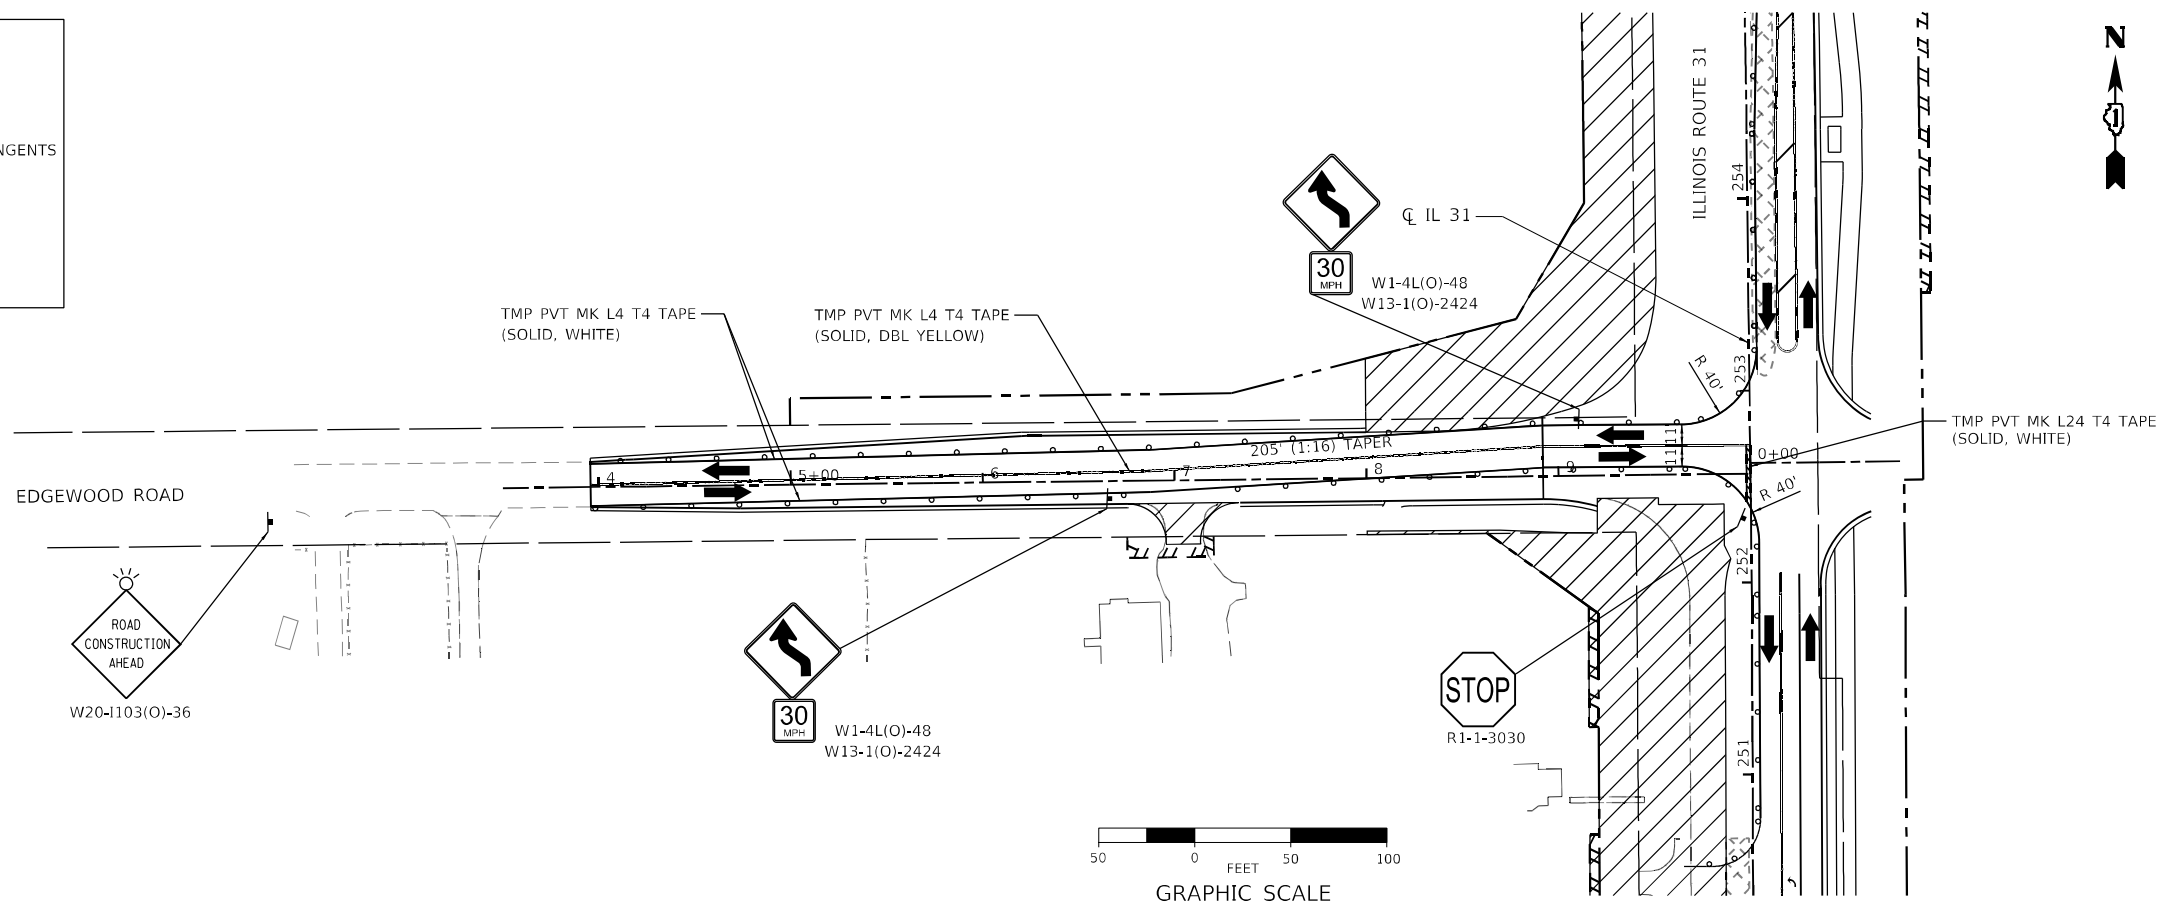 NGENTS
N
ILLINOIS ROUTE 31
254
℄ IL 31
30
MPH
W1-4L(O)-48
W13-1(O)-2424
TMP PVT MK L4 T4 TAPE
(SOLID, WHITE)
TMP PVT MK L4 T4 TAPE
(SOLID, DBL YELLOW)
253
R 40'
TMP PVT MK L24 T4 TAPE
(SOLID, WHITE)
205' (1:16) TAPER
11
11
0+00
4
5+00
6
7
8
9
R 40'
EDGEWOOD ROAD
252
ROAD
CONSTRUCTION
AHEAD
W20-I103(O)-36
30
MPH
W1-4L(O)-48
W13-1(O)-2424
STOP
R1-1-3030
251
50
0
50
100
FEET
GRAPHIC SCALE